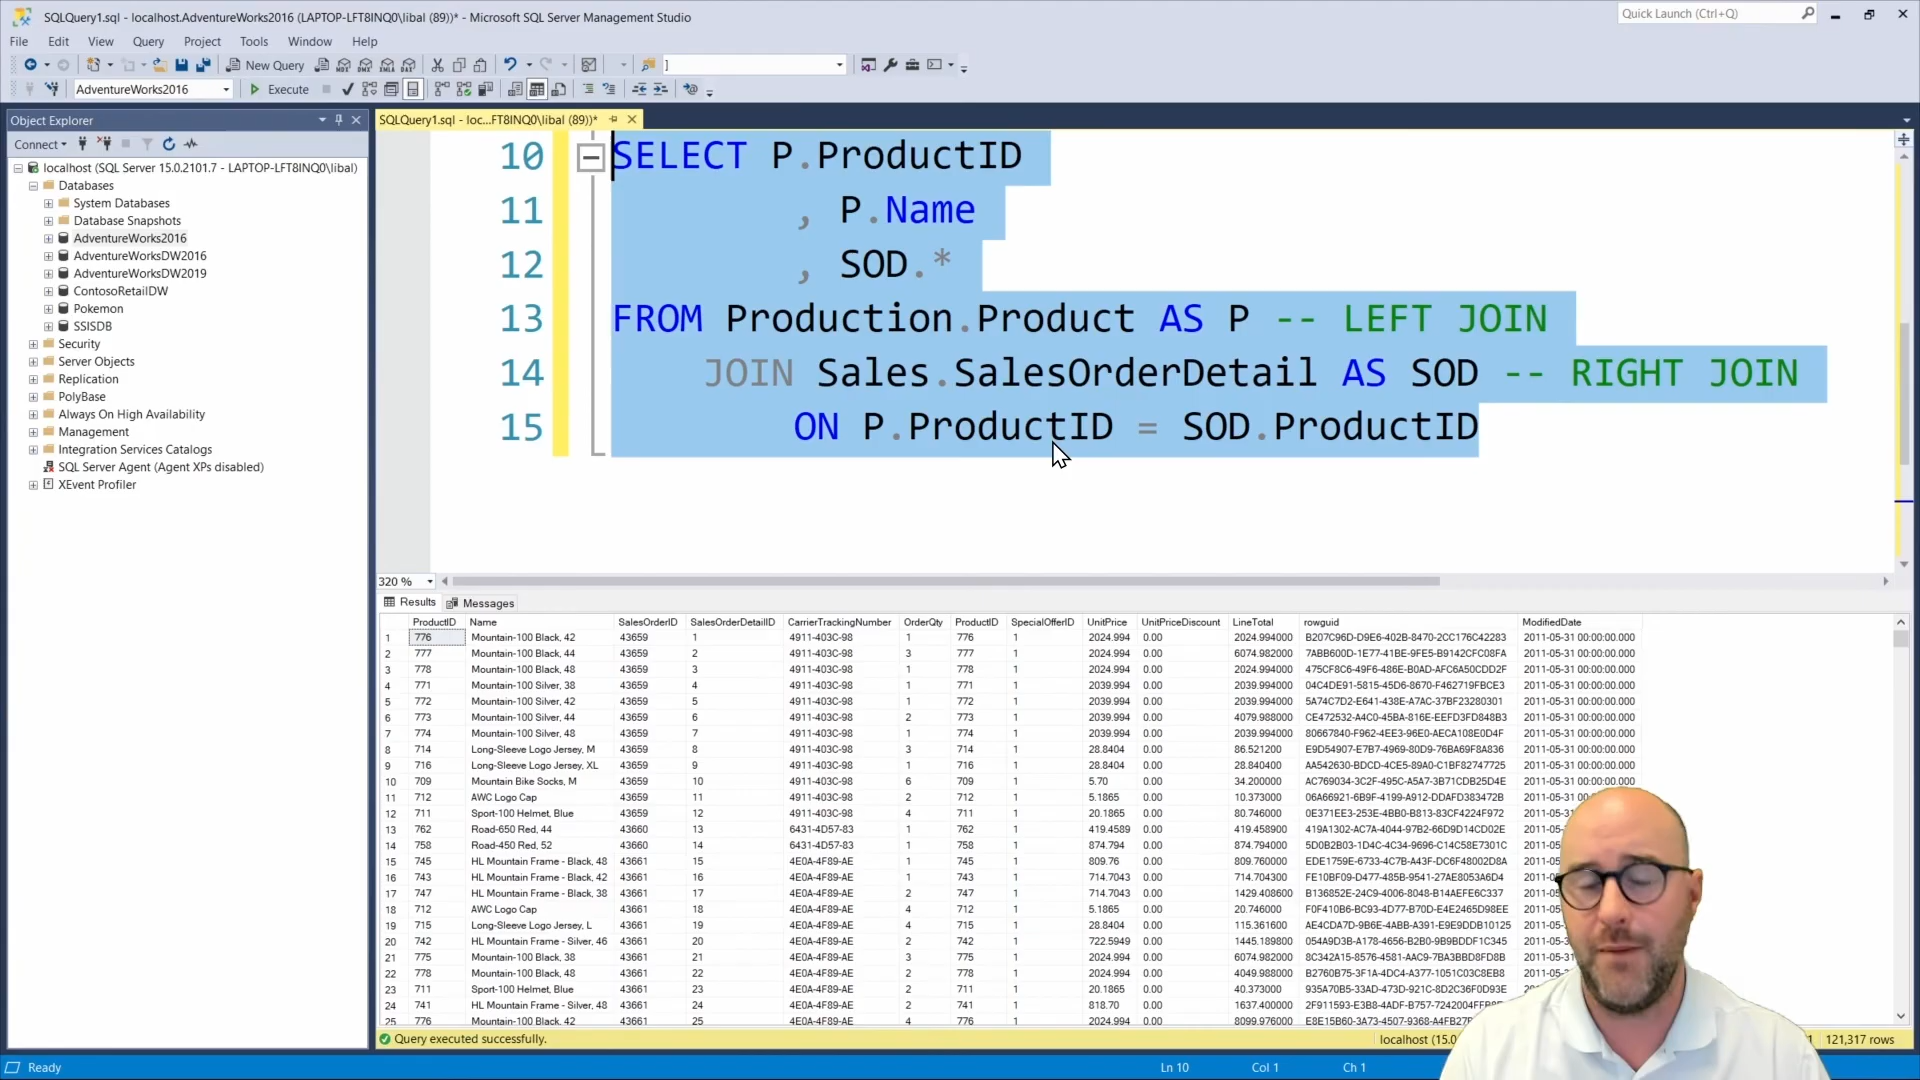 SQLQuery1.sql - localhost.AdventureWorks2016 (LAPTOP-LFT8INQ0\libal (89))* - Microsoft SQL Server Management Studio
Quick Launch (Ctrl+Q)
File Edit View Query Project Tools Window Help
New Query
]
AdventureWorks2016
Execute
Object Explorer
Connect
localhost (SQL Server 15.0.2101.7 - LAPTOP-LFT8INQ0\libal)
Databases
System Databases
Database Snapshots
AdventureWorks2016
AdventureWorksDW2016
AdventureWorksDW2019
ContosoRetailDW
Pokemon
SSISDB
Security
Server Objects
Replication
PolyBase
Always On High Availability
Management
Integration Services Catalogs
SQL Server Agent (Agent XPs disabled)
XEvent Profiler
SQLQuery1.sql - loc...FT8INQ0\libal (89))*
10 SELECT P.ProductID
11 , P.Name
12 , SOD.*
13 FROM Production.Product AS P -- LEFT JOIN
14 JOIN Sales.SalesOrderDetail AS SOD -- RIGHT JOIN
15 ON P.ProductID = SOD.ProductID
320 %
Results Messages
ProductID Name SalesOrderID SalesOrderDetailID CarrierTrackingNumber OrderQty ProductID SpecialOfferID UnitPrice UnitPriceDiscount LineTotal rowguid ModifiedDate
1 776 Mountain-100 Black, 42 43659 1 4911-403C-98 1 776 1 2024.994 0.00 2024.994000 B207C96D-D9E6-402B-8470-2CC176C42283 2011-05-31 00:00:00.000
2 777 Mountain-100 Black, 44 43659 2 4911-403C-98 3 777 1 2024.994 0.00 6074.982000 7ABB600D-1E77-41BE-9FE5-B9142CFC08FA 2011-05-31 00:00:00.000
3 778 Mountain-100 Black, 48 43659 3 4911-403C-98 1 778 1 2024.994 0.00 2024.994000 475CF8C6-49F6-486E-B0AD-AFC6A50CDD2F 2011-05-31 00:00:00.000
4 771 Mountain-100 Silver, 38 43659 4 4911-403C-98 1 771 1 2039.994 0.00 2039.994000 04C4DE91-5815-45D6-8670-F462719FBCE3 2011-05-31 00:00:00.000
5 772 Mountain-100 Silver, 42 43659 5 4911-403C-98 1 772 1 2039.994 0.00 2039.994000 5A74C7D2-E641-438E-A7AC-37BF23280301 2011-05-31 00:00:00.000
6 773 Mountain-100 Silver, 44 43659 6 4911-403C-98 2 773 1 2039.994 0.00 4079.988000 CE472532-A4C0-45BA-816E-EEFD3FD848B3 2011-05-31 00:00:00.000
7 774 Mountain-100 Silver, 48 43659 7 4911-403C-98 1 774 1 2039.994 0.00 2039.994000 80667840-F962-4EE3-96E0-AECA108E0D4F 2011-05-31 00:00:00.000
8 714 Long-Sleeve Logo Jersey, M 43659 8 4911-403C-98 3 714 1 28.8404 0.00 86.521200 E9D54907-E7B7-4969-80D9-76BA69F8A836 2011-05-31 00:00:00.000
9 716 Long-Sleeve Logo Jersey, XL 43659 9 4911-403C-98 1 716 1 28.8404 0.00 28.840400 AA542630-BDCD-4CE5-89A0-C1BF82747725 2011-05-31 00:00:00.000
10 709 Mountain Bike Socks, M 43659 10 4911-403C-98 6 709 1 5.70 0.00 34.200000 AC769034-3C2F-495C-A5A7-3B71CDB25D4E 2011-05-31 00:00:00.000
11 712 AWC Logo Cap 43659 11 4911-403C-98 2 712 1 5.1865 0.00 10.373000 06A66921-6B9F-4199-A912-DDAFD383472B 2011-05-31
12 711 Sport-100 Helmet, Blue 43659 12 4911-403C-98 4 711 1 20.1865 0.00 80.746000 0E371EE3-253E-4BB0-B813-83CF4224F972 2011-05-
13 762 Road-650 Red, 44 43660 13 6431-4D57-83 1 762 1 419.4589 0.00 419.458900 419A1302-AC7A-4044-97B2-66D9D14CD02E 2011-05-
14 758 Road-450 Red, 52 43660 14 6431-4D57-83 1 758 1 874.794 0.00 874.794000 5D0B2B03-1D4C-4C34-9696-C14C58E7301C 2011-05-
15 745 HL Mountain Frame - Black, 48 43661 15 4E0A-4F89-AE 1 745 1 809.76 0.00 809.760000 EDE1759E-6733-4C7B-A43F-DC6F48002D8A 2011-05-
16 743 HL Mountain Frame - Black, 42 43661 16 4E0A-4F89-AE 1 743 1 714.7043 0.00 714.704300 FE10BF09-D477-485B-9541-27AE8053A6D4 2011-05-
17 747 HL Mountain Frame - Black, 38 43661 17 4E0A-4F89-AE 2 747 1 714.7043 0.00 1429.408600 B136852E-24C9-4006-8048-B14AEFE6C337 2011-05-
18 712 AWC Logo Cap 43661 18 4E0A-4F89-AE 4 712 1 5.1865 0.00 20.746000 F0F410B6-BC93-4D77-B70D-E4E2465D98EE 2011-05-
19 715 Long-Sleeve Logo Jersey, L 43661 19 4E0A-4F89-AE 4 715 1 28.8404 0.00 115.361600 AE4CDA7D-9B6E-4ABB-A391-E9E9DDB10125 2011-05-
20 742 HL Mountain Frame - Silver, 46 43661 20 4E0A-4F89-AE 2 742 1 722.5949 0.00 1445.189800 054A9D3B-A178-4656-B2B0-9B9BDDF1C345 2011-05-
21 775 Mountain-100 Black, 38 43661 21 4E0A-4F89-AE 3 775 1 2024.994 0.00 6074.982000 8C342A15-8576-4581-AAC9-7BA3BBD8FD8B 2011-05-
22 778 Mountain-100 Black, 48 43661 22 4E0A-4F89-AE 2 778 1 2024.994 0.00 4049.988000 B2760B75-3F1A-4DC4-A377-1051C03C8EB8 2011-05-
23 711 Sport-100 Helmet, Blue 43661 23 4E0A-4F89-AE 2 711 1 20.1865 0.00 40.373000 935A70B5-33AD-473D-921C-8D2C36F0D93E 2011-05-
24 741 HL Mountain Frame - Silver, 48 43661 24 4E0A-4F89-AE 2 741 1 818.70 0.00 1637.400000
25 776 Mountain-100 Black, 42 43661 25 4E0A-4F89-AE 4 776 1 2024.994 0.00 8099.976000
Query executed successfully. localhost (15.0 121,317 rows
Ready Ln 10 Col 1 Ch 1